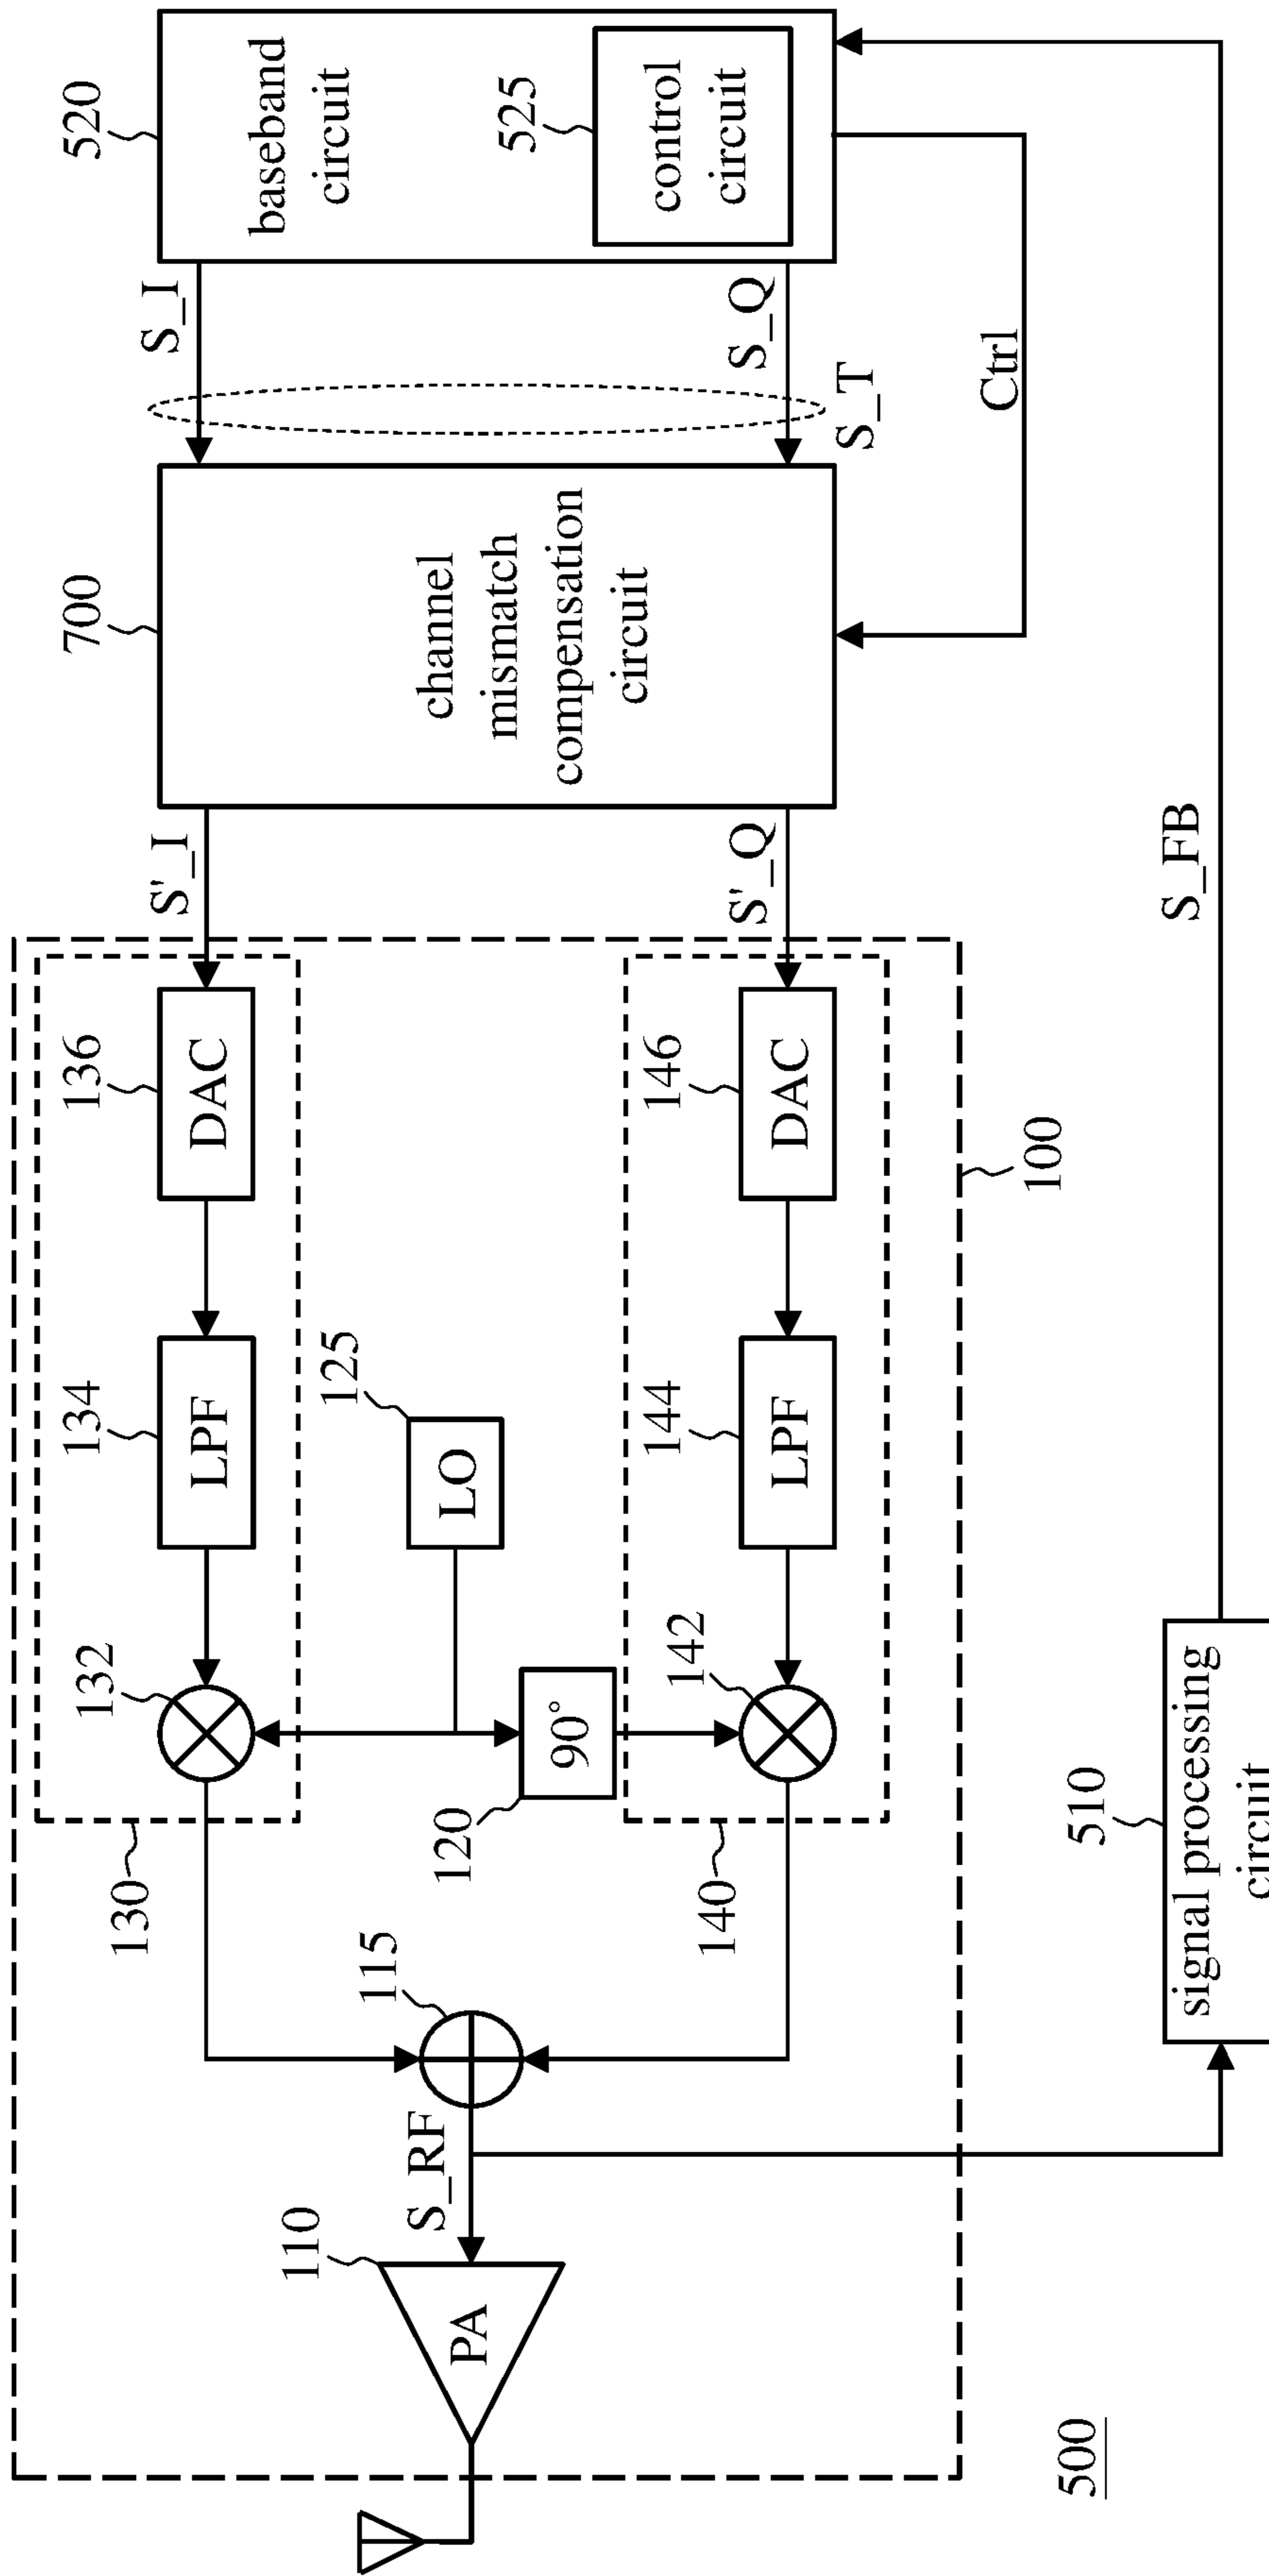 520
baseband
circuit
525
control
circuit
S_I
S_Q
S_T
Ctrl
700
channel
mismatch
compensation
circuit
S'_I
S'_Q
S_FB
136
DAC
146
DAC
100
134
LPF
125
LO
144
LPF
132
90°
120
142
130
140
115
510
signal processing
circuit
S_RF
110
PA
500